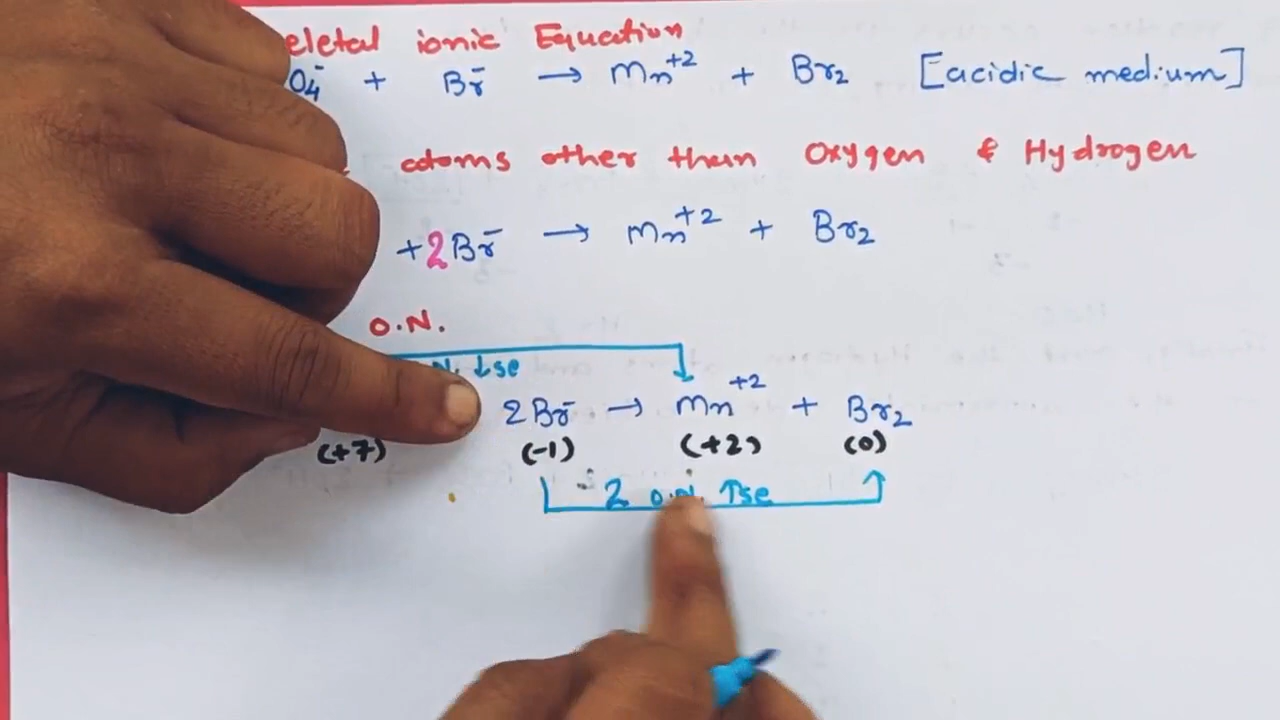 eletal ionic Equation
O₄⁻ + Br⁻ → Mn⁺² + Br₂ [acidic medium]
atoms other than Oxygen & Hydrogen
+2Br⁻ → Mn⁺² + Br₂
O.N.
↓se
2Br⁻ → Mn⁺² + Br₂
(+7) (-1) (+2) (0)
2 O.N. ↑se